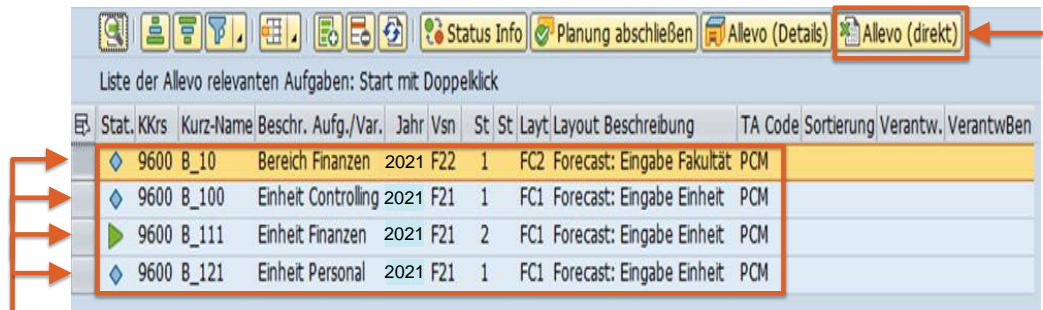 Status Info Planung abschließen Allevo (Details) Allevo (direkt)
Liste der Allevo relevanten Aufgaben: Start mit Doppelklick
Stat. KKrs Kurz-Name Beschr. Aufg./Var. Jahr Vsn St St Layt Layout Beschreibung TA Code Sortierung Verantw. VerantwBen
9600 B_10 Bereich Finanzen 2021 F22 1 FC2 Forecast: Eingabe Fakultät PCM
9600 B_100 Einheit Controlling 2021 F21 1 FC1 Forecast: Eingabe Einheit PCM
9600 B_111 Einheit Finanzen 2021 F21 2 FC1 Forecast: Eingabe Einheit PCM
9600 B_121 Einheit Personal 2021 F21 1 FC1 Forecast: Eingabe Einheit PCM